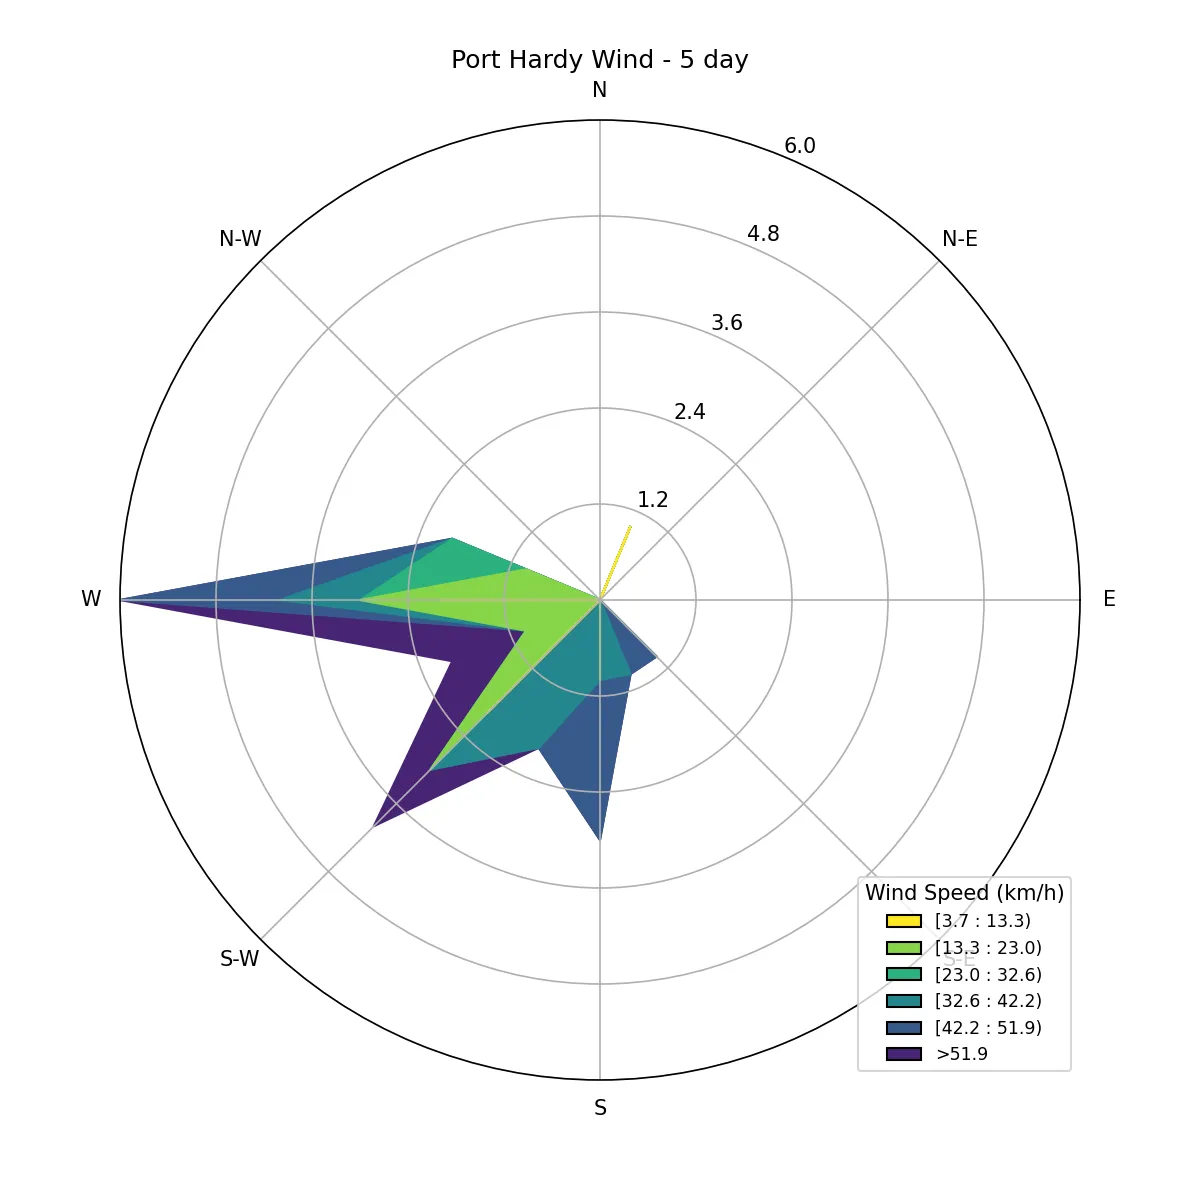 Port Hardy Wind - 5 day
N
6.0
N-W
N-E
4.8
3.6
2.4
1.2
W
E
S-W
S-E
S
Wind Speed (km/h)
[3.7 : 13.3)
[13.3 : 23.0)
[23.0 : 32.6)
[32.6 : 42.2)
[42.2 : 51.9)
>51.9